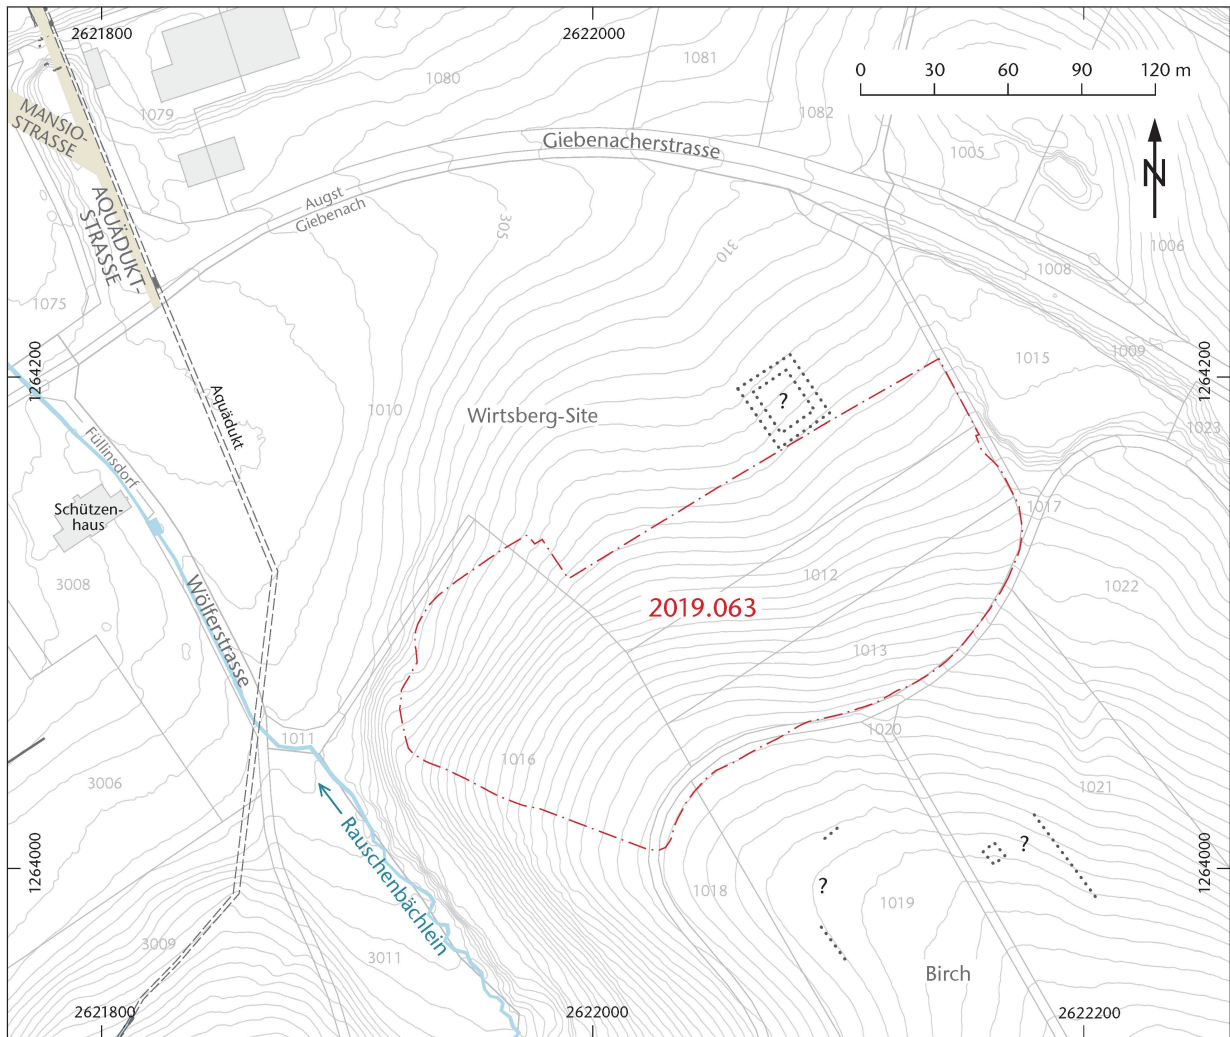 2621800
2622000
0 30 60 90 120 m
1081
1080
1082
1079
MANSIO-
STRASSE
Giebenacherstrasse
1005
N
Augst
Giebenach
AQUÄDUKT-
STRASSE
305
310
1006
1008
1075
1264200
1264200
1015
1009
Aquädukt
1010
Wirtsberg-Site
?
1023
Füllinsdorf
Schützen-
haus
1017
3008
1012
1022
Wölferstrasse
2019.063
1013
1011
1016
1020
3006
1021
Rauschenbächlein
1264000
1264000
?
?
1018
1019
3009
3011
Birch
2621800
2622000
2622200